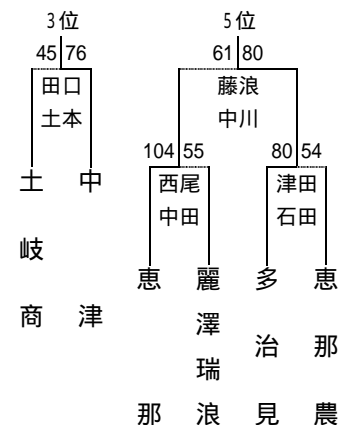 3位
5位
45 76
61 80
田口
土本
藤浪
中川
104 55
80 54
西尾
中田
津田
石田
土岐商
中津
恵那
麗澤瑞浪
多治見
恵那農